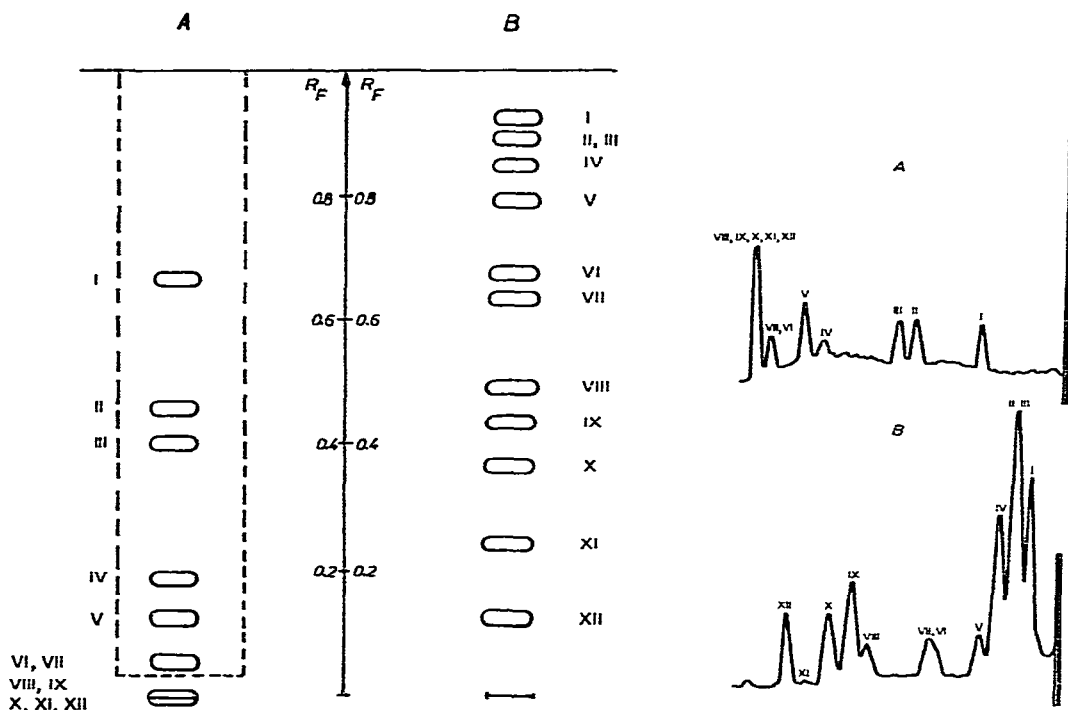 A
B
R_F R_F
I
I
II, III
IV
0.8 0.8
V
I
VI
VII
0.6 0.6
II
VIII
III
IX
0.4 0.4
X
IV
0.2 0.2
XI
V
XII
VI, VII
VIII, IX
X, XI, XII
A
VIII, IX, X, XI, XII
VII, VI
V
IV
III
II
I
B
XII
XI
X
IX
VIII
VII, VI
V
IV
II III
I